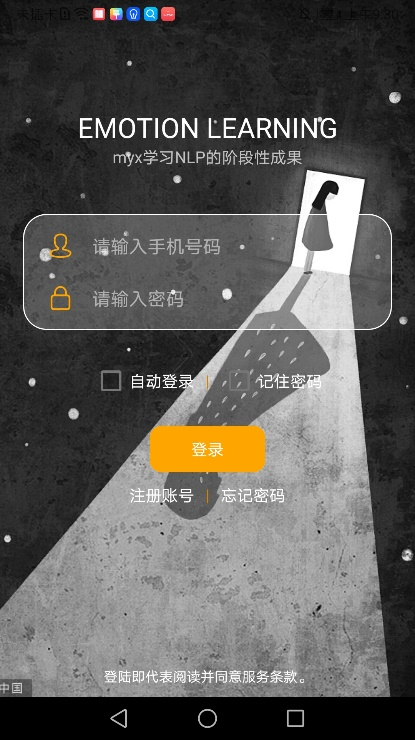 未插卡
EMOTION LEARNING
myx学习NLP的阶段性成果
请输入手机号码
请输入密码
自动登录 | 记住密码
登录
注册账号 | 忘记密码
登陆即代表阅读并同意服务条款。
中国